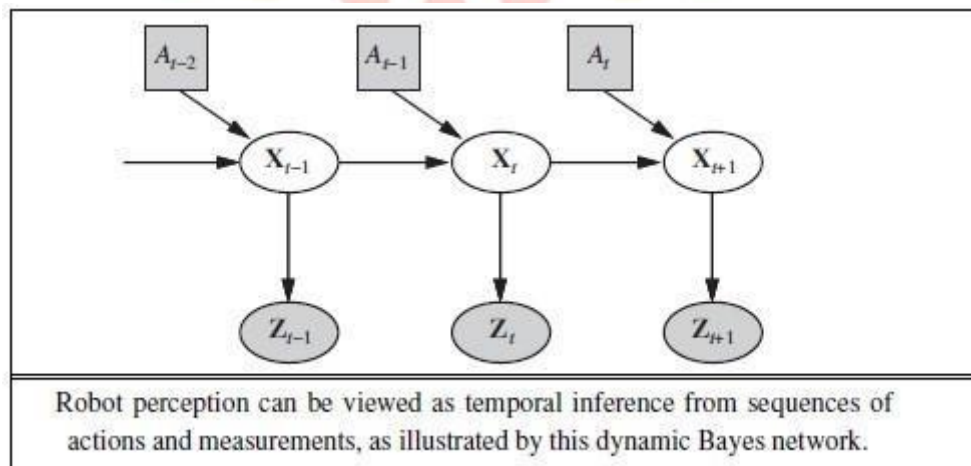 A_{t−2} A_{t−1} A_t
X_{t−1} X_t X_{t+1}
Z_{t−1} Z_t Z_{t+1}
Robot perception can be viewed as temporal inference from sequences of
actions and measurements, as illustrated by this dynamic Bayes network.